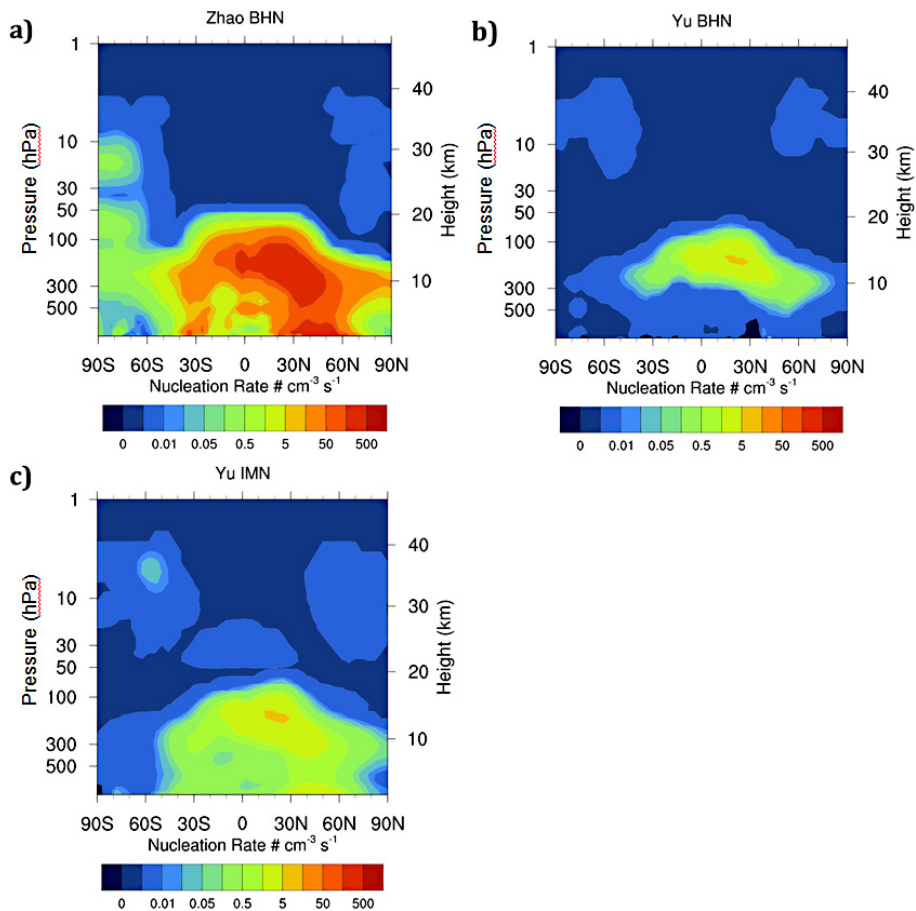 a)
Zhao BHN
1
10
30
50
100
300
500
Pressure (hPa)
40
30
20
10
Height (km)
90S 60S 30S 0 30N 60N 90N
Nucleation Rate # cm⁻³ s⁻¹
0 0.01 0.05 0.5 5 50 500
b)
Yu BHN
1
10
30
50
100
300
500
Pressure (hPa)
40
30
20
10
Height (km)
90S 60S 30S 0 30N 60N 90N
Nucleation Rate # cm⁻³ s⁻¹
0 0.01 0.05 0.5 5 50 500
c)
Yu IMN
1
10
30
50
100
300
500
Pressure (hPa)
40
30
20
10
Height (km)
90S 60S 30S 0 30N 60N 90N
Nucleation Rate # cm⁻³ s⁻¹
0 0.01 0.05 0.5 5 50 500